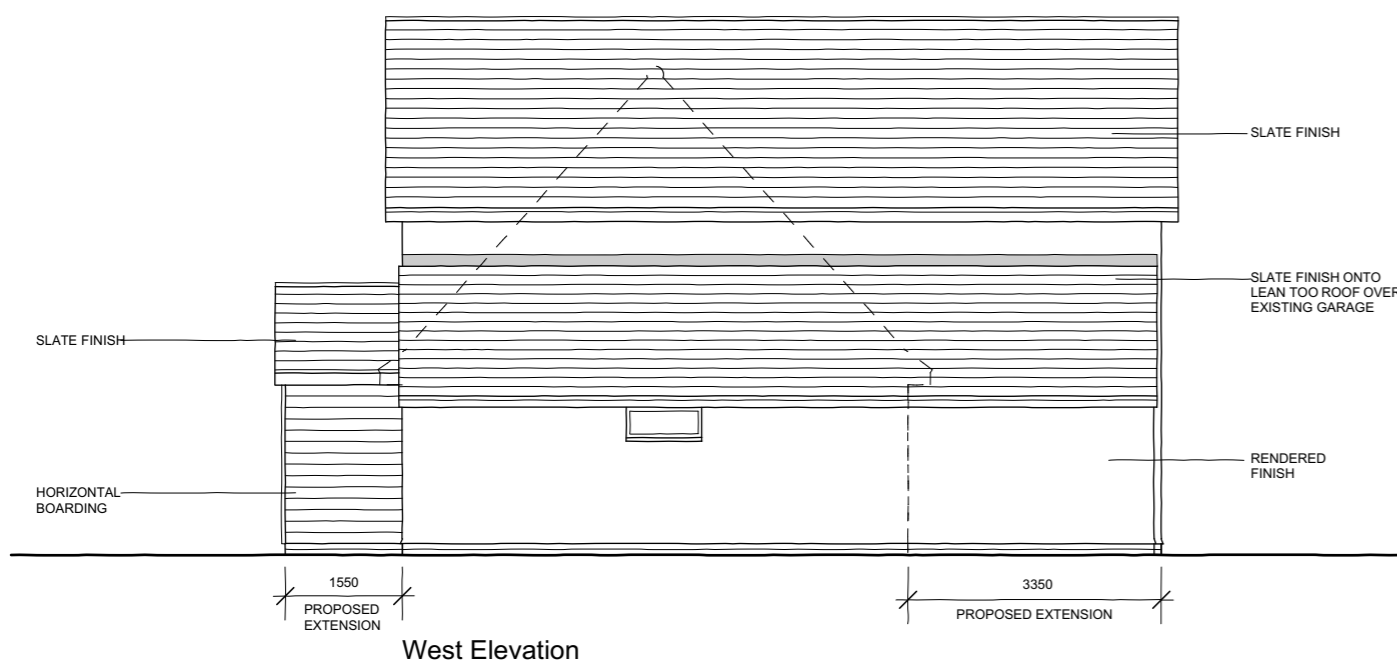 SLATE FINISH
SLATE FINISH ONTO
LEAN TOO ROOF OVER
EXISTING GARAGE
SLATE FINISH
RENDERED
FINISH
HORIZONTAL
BOARDING
1550
PROPOSED
EXTENSION
3350
PROPOSED EXTENSION
West Elevation